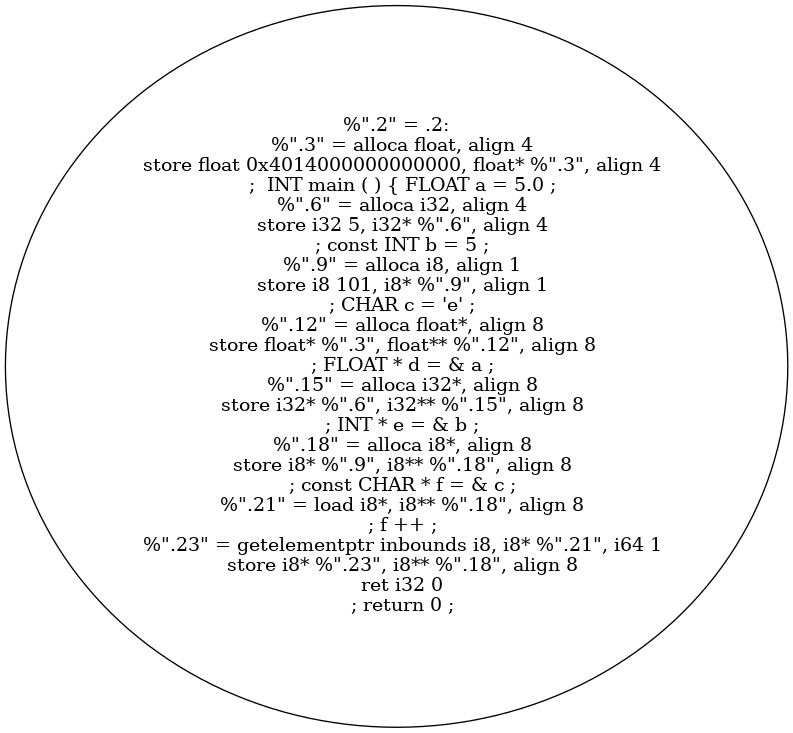 %".2" = .2:
%".3" = alloca float, align 4
store float 0x4014000000000000, float* %".3", align 4
;  INT main ( ) { FLOAT a = 5.0 ;
%".6" = alloca i32, align 4
store i32 5, i32* %".6", align 4
; const INT b = 5 ;
%".9" = alloca i8, align 1
store i8 101, i8* %".9", align 1
; CHAR c = 'e' ;
%".12" = alloca float*, align 8
store float* %".3", float** %".12", align 8
; FLOAT * d = & a ;
%".15" = alloca i32*, align 8
store i32* %".6", i32** %".15", align 8
; INT * e = & b ;
%".18" = alloca i8*, align 8
store i8* %".9", i8** %".18", align 8
; const CHAR * f = & c ;
%".21" = load i8*, i8** %".18", align 8
; f ++ ;
%".23" = getelementptr inbounds i8, i8* %".21", i64 1
store i8* %".23", i8** %".18", align 8
ret i32 0
; return 0 ;